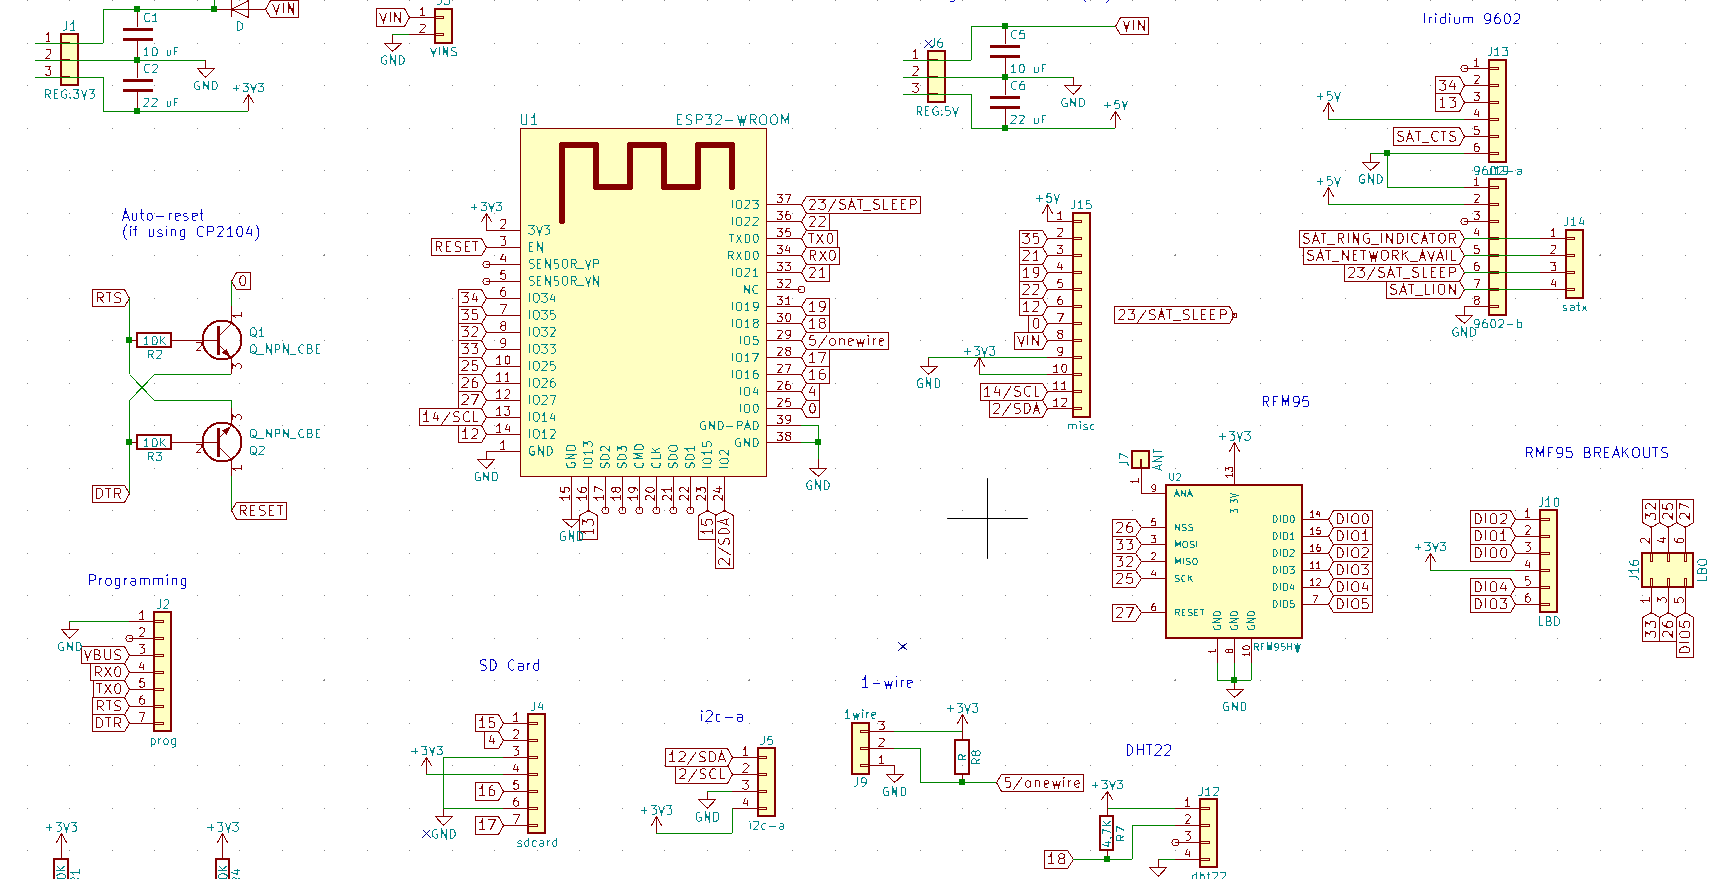 C1
10 uF
C2
22 uF
J1
1
2
3
REG:3V3
GND
+3V3
D
VIN
VIN
1
2
GND
VINS
J6
1
2
3
REG:5V
C5
10 uF
C6
22 uF
GND
+5V
VIN
Iridium 9602
J13
1
34
2
13
3
+5V
4
SAT_CTS
5
6
GND
9602-a
+5V
1
2
3
SAT_RING_INDICATOR
4
SAT_NETWORK_AVAIL
5
23/SAT_SLEEP
6
SAT_LION
7
8
GND
9602-b
J14
1
2
3
4
satx
Auto-reset
(if using CP2104)
RTS
0
1
10K
R2
2
Q1
Q_NPN_CBE
3
3
Q_NPN_CBE
Q2
10K
R3
2
1
DTR
RESET
U1
ESP32-WROOM
+3V3
2
3V3
RESET
3
EN
4
SENSOR_VP
5
SENSOR_VN
34
6
IO34
35
7
IO35
32
8
IO32
33
9
IO33
25
10
IO25
26
11
IO26
27
12
IO27
14/SCL
13
IO14
12
14
IO12
1
GND
GND
IO23
37
23/SAT_SLEEP
IO22
36
22
TXD0
35
TX0
RXD0
34
RX0
IO21
33
21
NC
32
IO19
31
19
IO18
30
18
IO5
29
5/onewire
IO17
28
17
IO16
27
16
IO4
26
4
IO0
25
0
GND-PAD
39
GND
38
GND
GND
IO13
SD2
SD3
CMD
CLK
SD0
SD1
IO15
IO2
15
16
17
18
19
20
21
22
23
24
GND
13
15
2/SDA
J15
+5V
1
35
2
21
3
19
4
22
5
12
6
0
7
VIN
8
GND
9
+3V3
10
14/SCL
11
2/SDA
12
misc
23/SAT_SLEEP
RFM95
+3V3
13
J7
ANT
1
U2
9
ANA
3.3V
26
5
NSS
33
3
MOSI
32
2
MISO
25
4
SCK
27
6
RESET
DIO0
14
DIO0
DIO1
15
DIO1
DIO2
16
DIO2
DIO3
11
DIO3
DIO4
12
DIO4
DIO5
7
DIO5
GND
GND
GND
RFM95HW
1
8
10
GND
RMF95 BREAKOUTS
J10
DIO2
1
DIO1
2
DIO0
3
+3V3
4
DIO4
5
DIO3
6
LBD
32
25
27
2
4
6
J16
LBO
1
3
5
33
26
DIO5
Programming
J2
GND
1
2
VBUS
3
RX0
4
TX0
5
RTS
6
DTR
7
prog
SD Card
J4
15
1
4
2
3
+3V3
4
16
5
6
GND
17
7
sdcard
i2c-a
J5
12/SDA
1
2/SCL
2
GND
3
+3V3
4
i2c-a
1-wire
1wire
3
2
1
J9
GND
+3V3
R
R8
5/onewire
DHT22
+3V3
4.7K
R7
18
J12
1
2
3
4
dht22
+3V3
+3V3